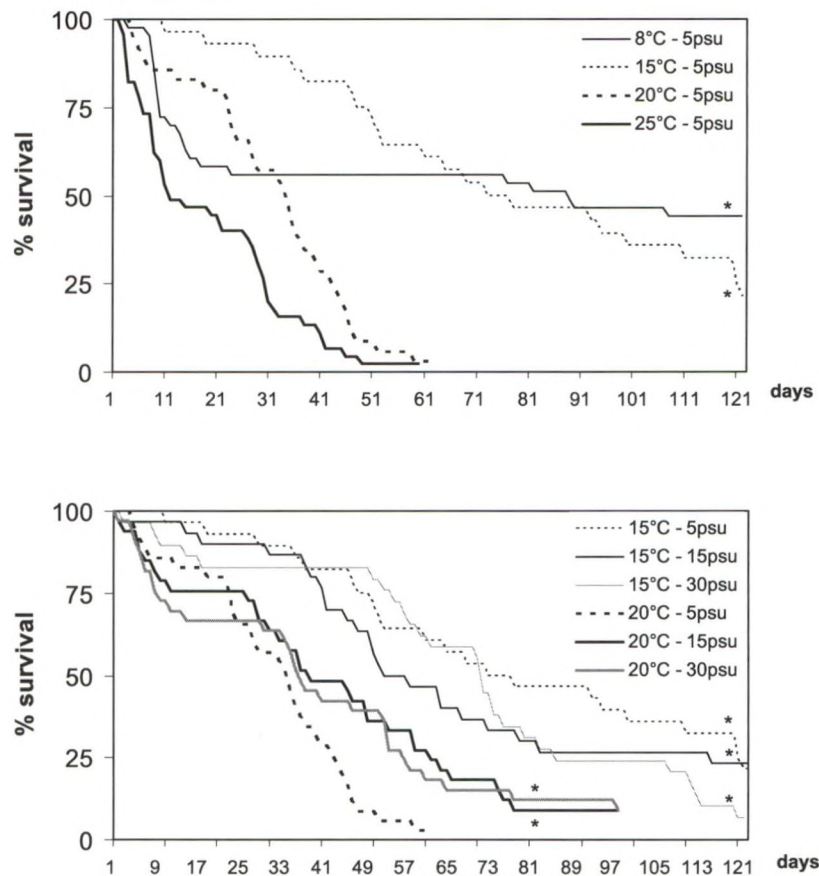 100
75
50
25
0
% survival
8°C - 5psu
15°C - 5psu
20°C - 5psu
25°C - 5psu
*
*
1 11 21 31 41 51 61 71 81 91 101 111 121 days
100
75
50
25
0
% survival
15°C - 5psu
15°C - 15psu
15°C - 30psu
20°C - 5psu
20°C - 15psu
20°C - 30psu
*
*
*
*
*
1 9 17 25 33 41 49 57 65 73 81 89 97 105 113 121 days